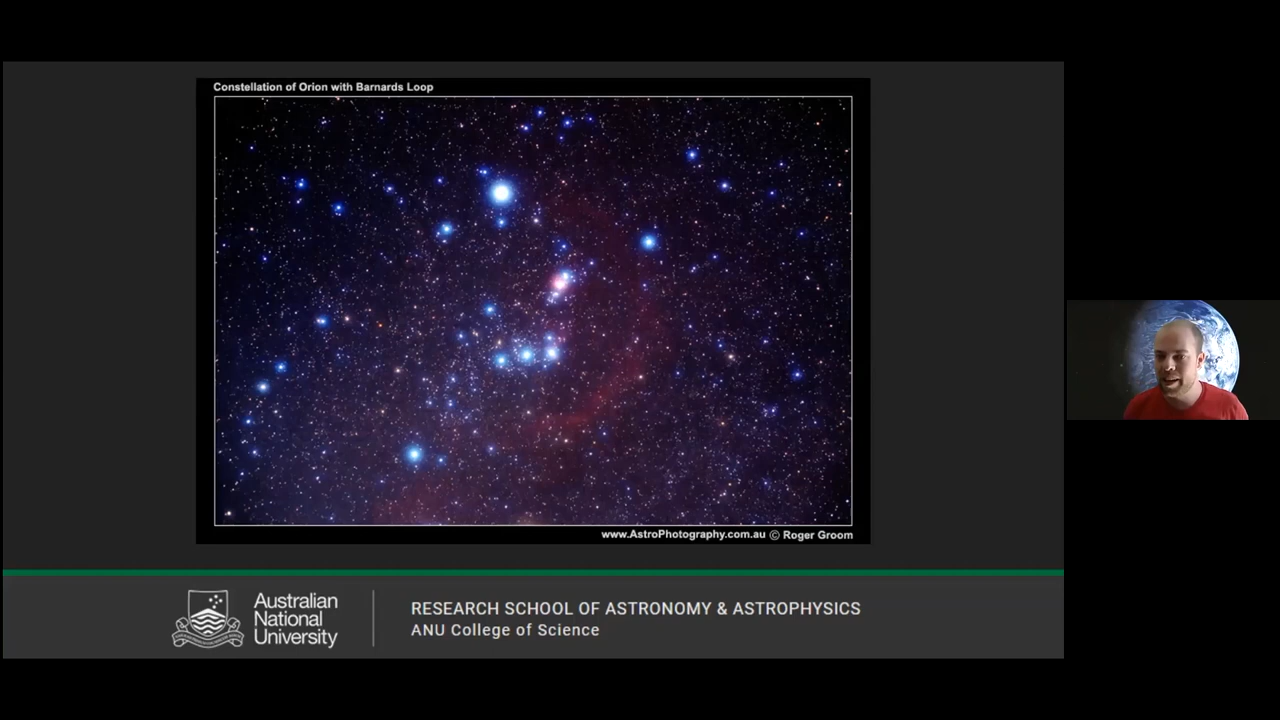 Constellation of Orion with Barnards Loop
www.AstroPhotography.com.au © Roger Groom
Australian
National
University
RESEARCH SCHOOL OF ASTRONOMY & ASTROPHYSICS
ANU College of Science